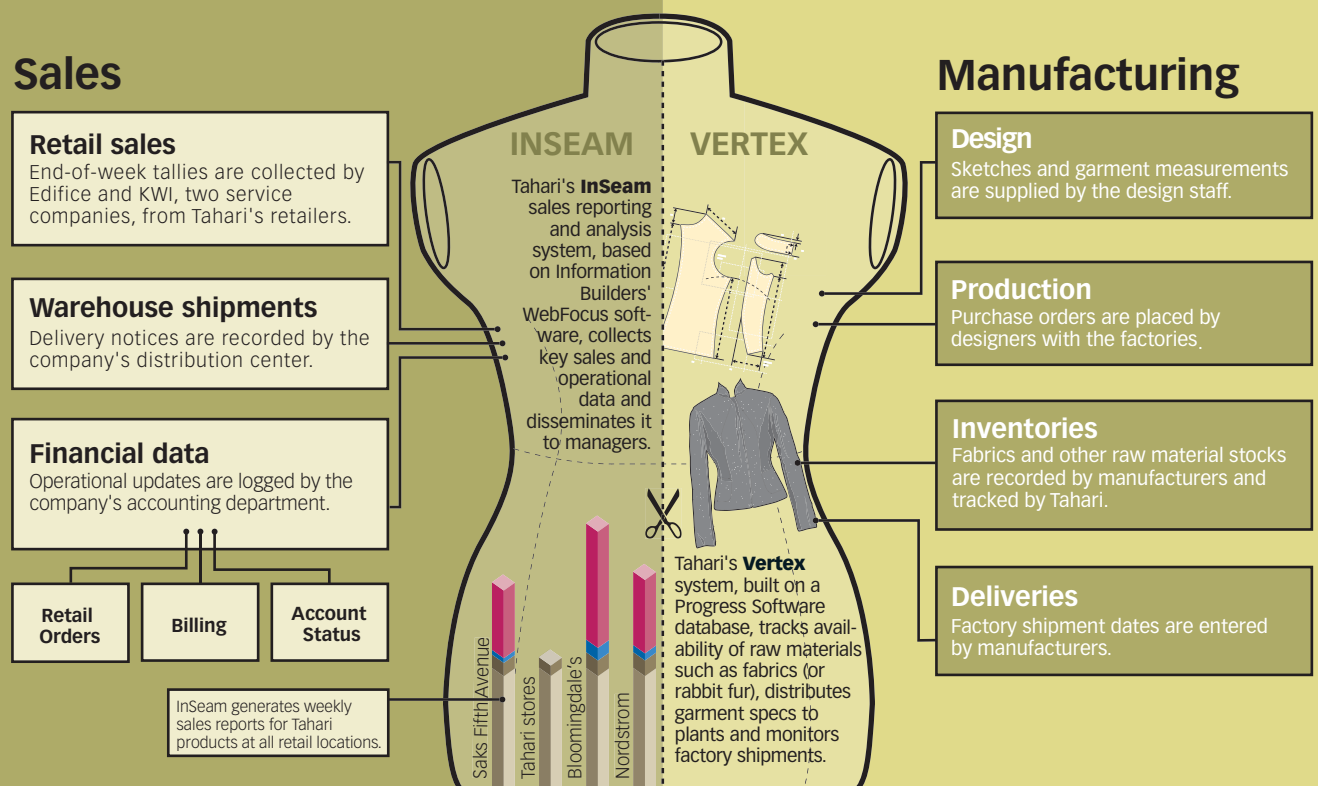 Sales
Retail sales
End-of-week tallies are collected by
Edifice and KWI, two service
companies, from Tahari's retailers.
Warehouse shipments
Delivery notices are recorded by the
company's distribution center.
Financial data
Operational updates are logged by the
company's accounting department.
Retail
Orders
Billing
Account
Status
InSeam generates weekly
sales reports for Tahari
products at all retail locations.
INSEAM
Tahari's InSeam
sales reporting
and analysis
system, based
on Information
Builders'
WebFocus soft-
ware, collects
key sales and
operational
data and
disseminates it
to managers.
Saks Fifth Avenue
Tahari stores
Bloomingdale's
Nordstrom
VERTEX
Tahari's Vertex
system, built on a
Progress Software
database, tracks avail-
ability of raw materials
such as fabrics (or
rabbit fur), distributes
garment specs to
plants and monitors
factory shipments.
Manufacturing
Design
Sketches and garment measurements
are supplied by the design staff.
Production
Purchase orders are placed by
designers with the factories.
Inventories
Fabrics and other raw material stocks
are recorded by manufacturers and
tracked by Tahari.
Deliveries
Factory shipment dates are entered
by manufacturers.